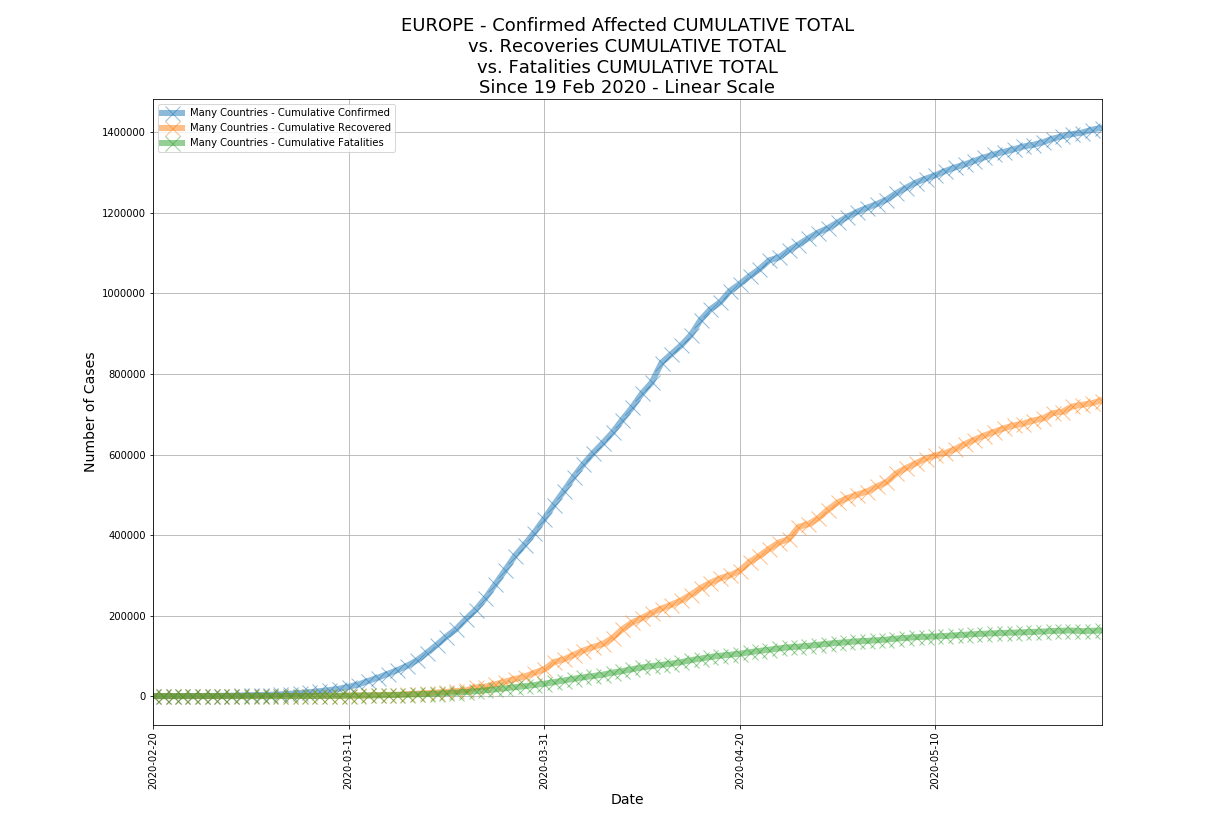 EUROPE - Confirmed Affected CUMULATIVE TOTAL
vs. Recoveries CUMULATIVE TOTAL
vs. Fatalities CUMULATIVE TOTAL
Since 19 Feb 2020 - Linear Scale
Many Countries - Cumulative Confirmed
Many Countries - Cumulative Recovered
Many Countries - Cumulative Fatalities
1400000
1200000
1000000
800000
600000
400000
200000
0
Number of Cases
2020-02-20
2020-03-11
2020-03-31
2020-04-20
2020-05-10
Date